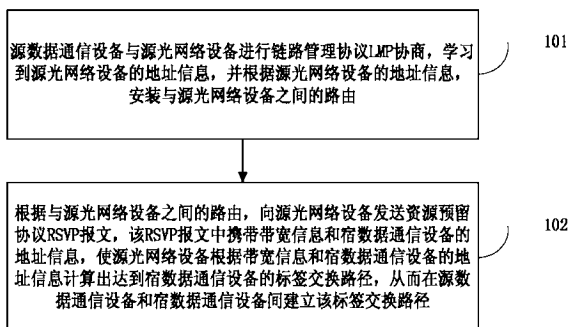 源数据通信设备与源光网络设备进行链路管理协议LMP协商，学习
到源光网络设备的地址信息，并根据源光网络设备的地址信息，
安装与源光网络设备之间的路由
101
根据与源光网络设备之间的路由，向源光网络设备发送资源预留
协议RSVP报文，该RSVP报文中携带带宽信息和宿数据通信设备的
地址信息，使源光网络设备根据带宽信息和宿数据通信设备的地
址信息计算出达到宿数据通信设备的标签交换路径，从而在源数
据通信设备和宿数据通信设备间建立该标签交换路径
102